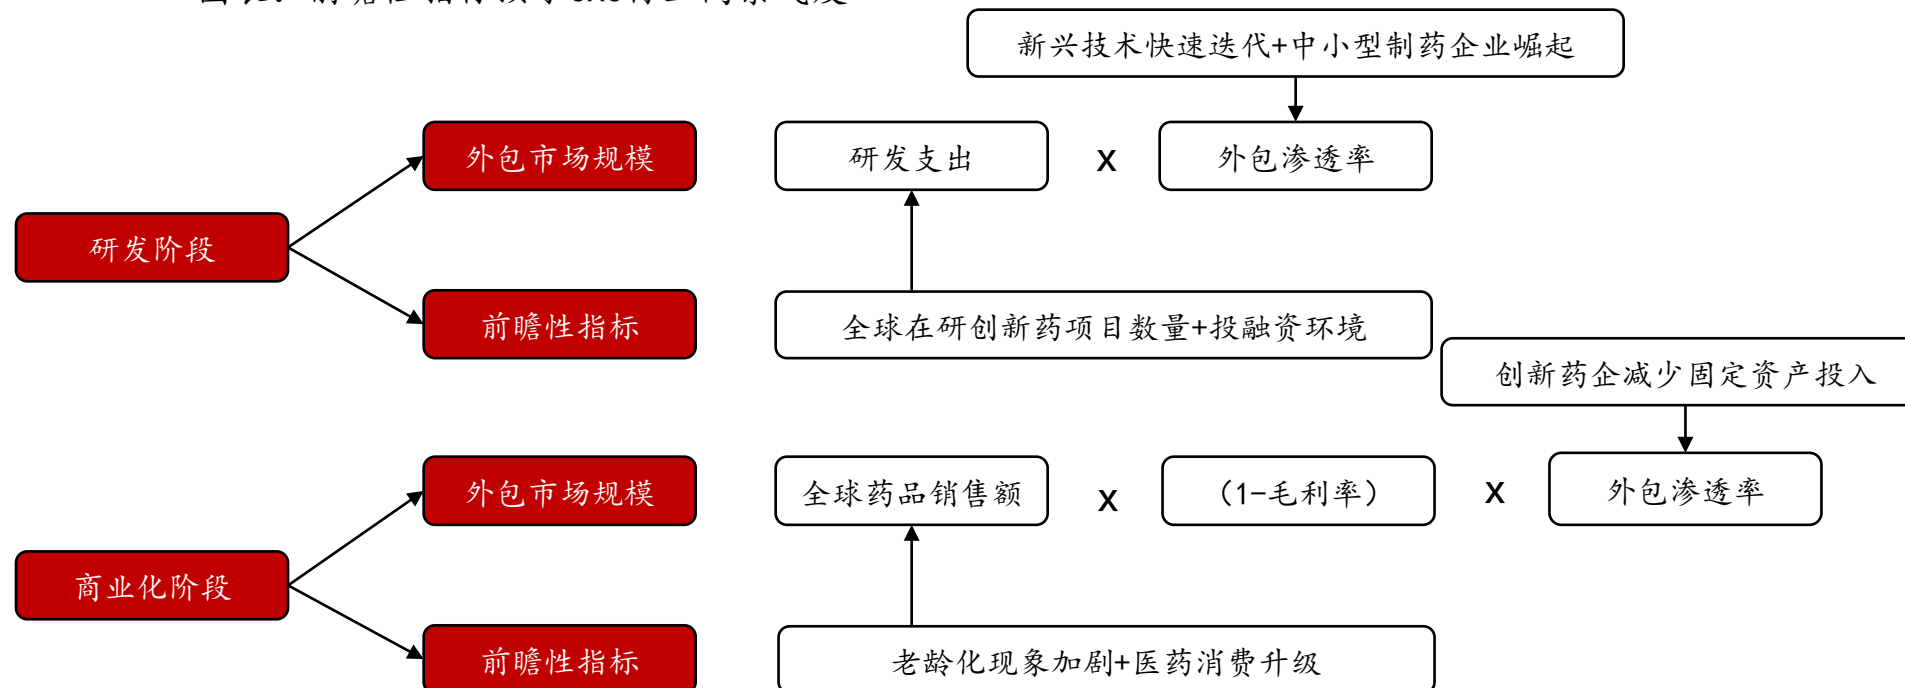 新兴技术快速迭代+中小型制药企业崛起
外包市场规模
研发支出
X
外包渗透率
研发阶段
前瞻性指标
全球在研创新药项目数量+投融资环境
创新药企减少固定资产投入
外包市场规模
全球药品销售额
X
（1-毛利率）
X
外包渗透率
商业化阶段
前瞻性指标
老龄化现象加剧+医药消费升级